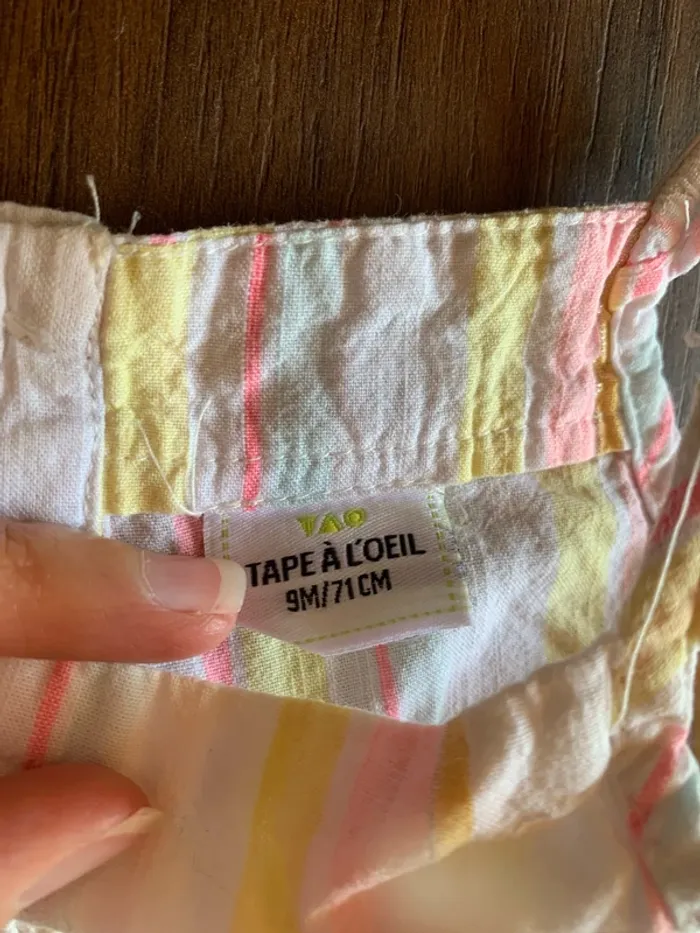 TAO
TAPE À L'OEIL
9M/71CM